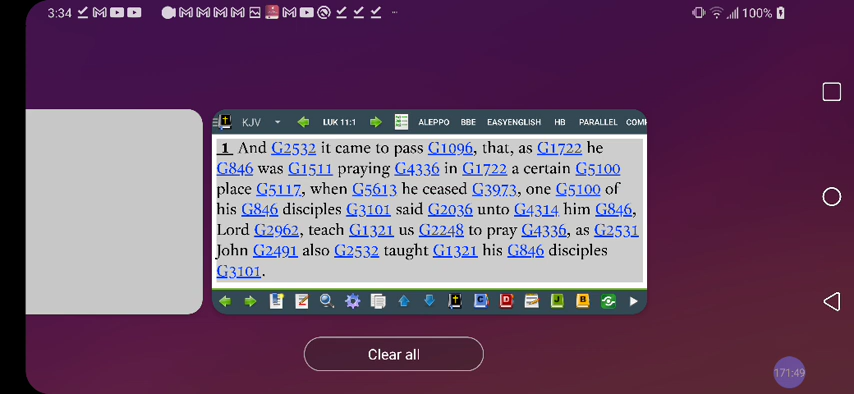 3:34 100%
KJV LUK 11:1 ALEPPO BBE EASYENGLISH HB PARALLEL COM
1 And G2532 it came to pass G1096, that, as G1722 he
G846 was G1511 praying G4336 in G1722 a certain G5100
place G5117, when G5613 he ceased G3973, one G5100 of
his G846 disciples G3101 said G2036 unto G4314 him G846,
Lord G2962, teach G1321 us G2248 to pray G4336, as G2531
John G2491 also G2532 taught G1321 his G846 disciples
G3101.
C D J B
Clear all
171:49